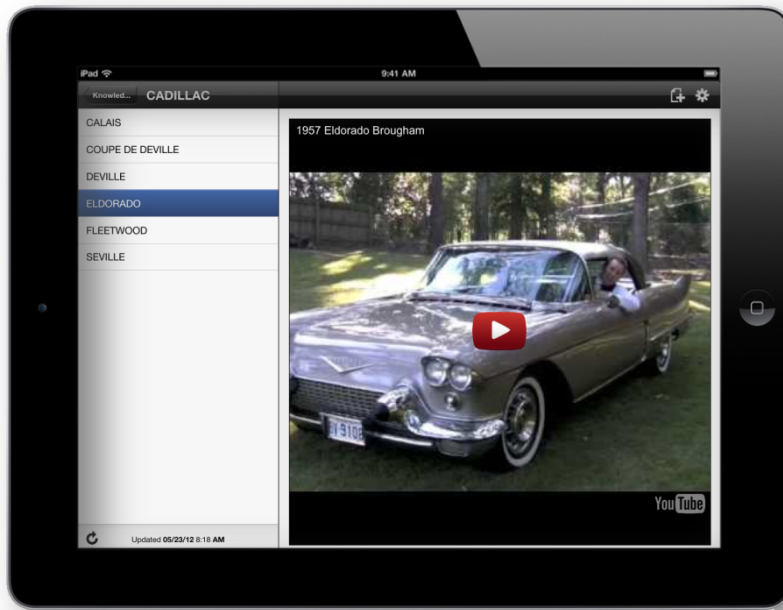 iPad
9:41 AM
Knowled...
CADILLAC
CALAIS
COUPE DE DEVILLE
DEVILLE
ELDORADO
FLEETWOOD
SEVILLE
Updated 05/23/12 8:18 AM
1957 Eldorado Brougham
YouTube